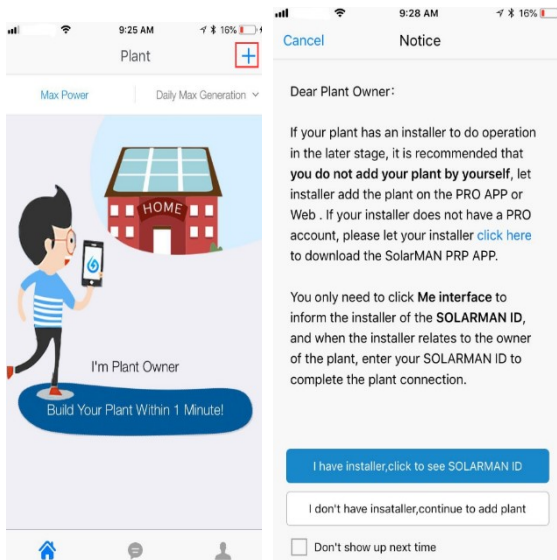 9:25 AM
16%
Plant
+
Max Power
Daily Max Generation
HOME
I'm Plant Owner
Build Your Plant Within 1 Minute!
9:28 AM
16%
Cancel
Notice
Dear Plant Owner:
If your plant has an installer to do operation
in the later stage, it is recommended that
you do not add your plant by yourself, let
installer add the plant on the PRO APP or
Web . If your installer does not have a PRO
account, please let your installer click here
to download the SolarMAN PRP APP.
You only need to click Me interface to
inform the installer of the SOLARMAN ID,
and when the installer relates to the owner
of the plant, enter your SOLARMAN ID to
complete the plant connection.
I have installer,click to see SOLARMAN ID
I don't have insataller,continue to add plant
Don't show up next time